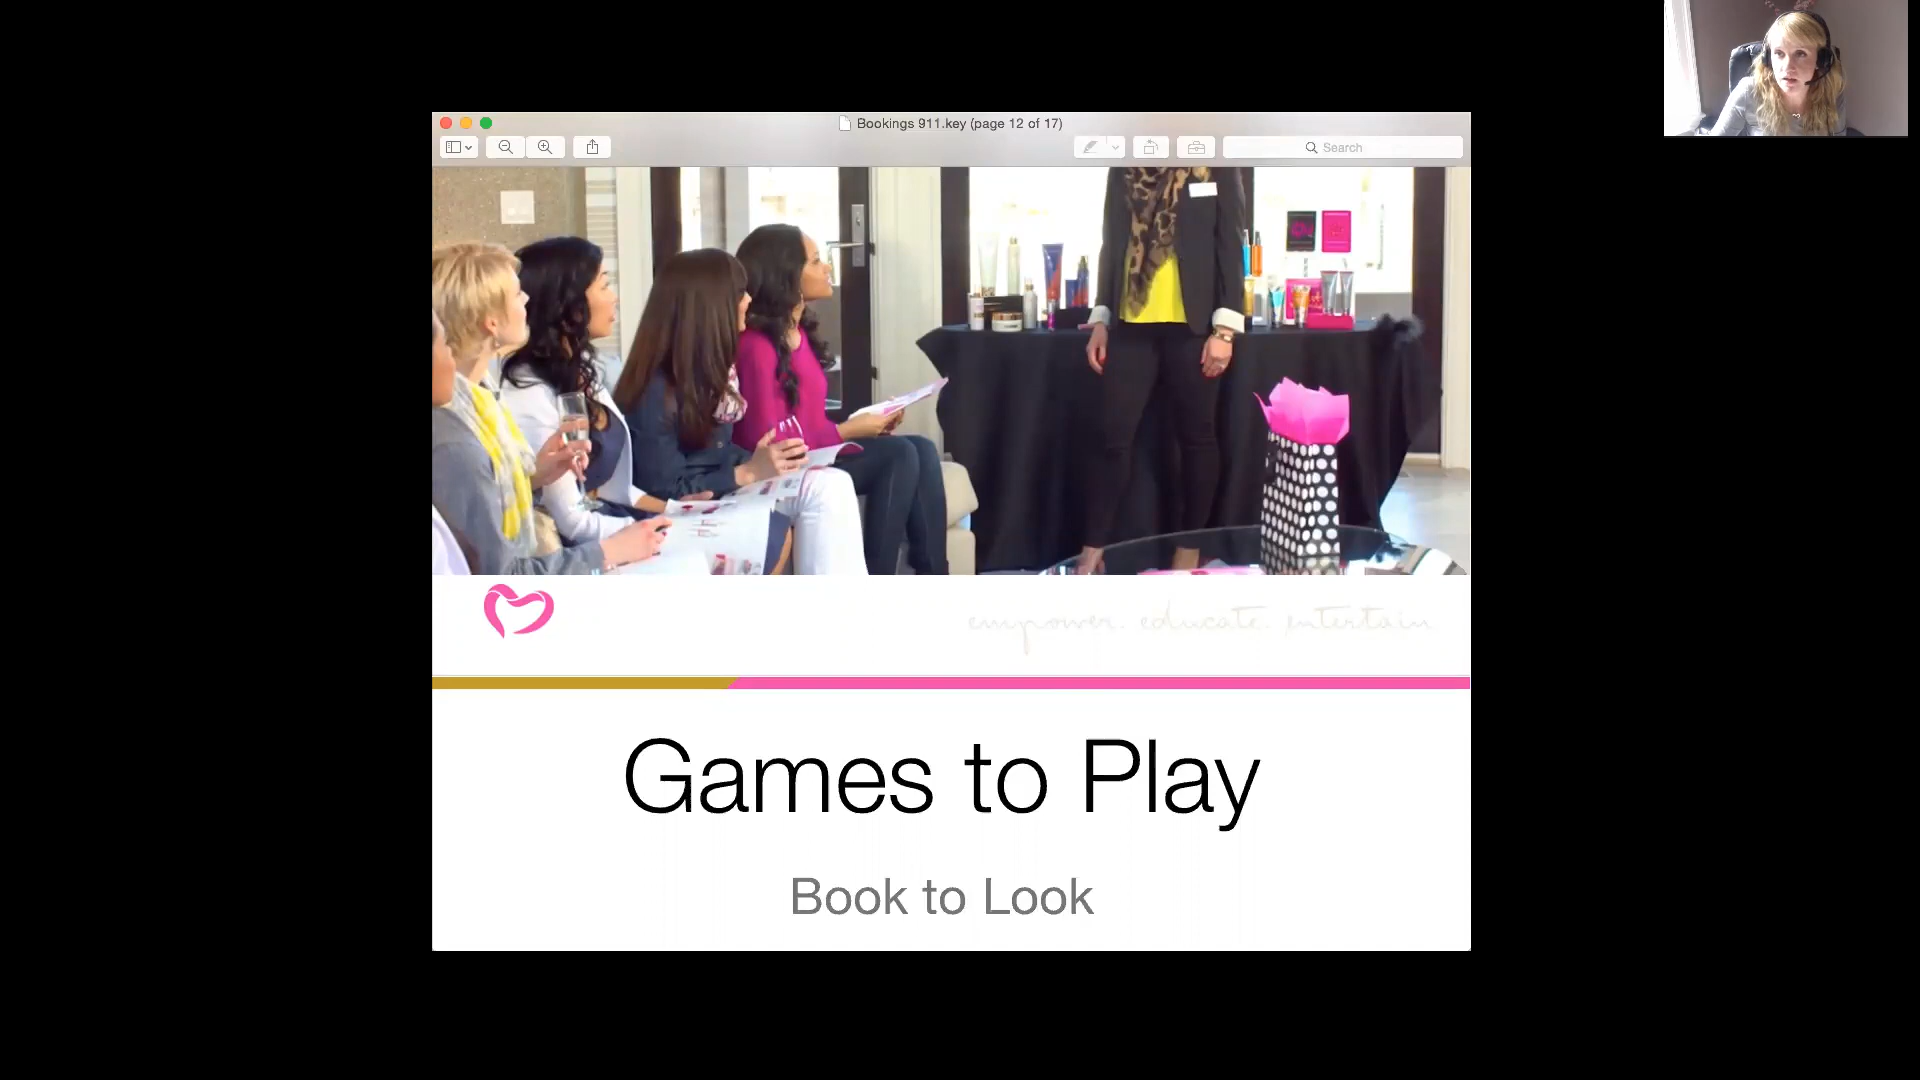 Bookings 911.key (page 12 of 17)
Search
empower. educate. entertain
Games to Play
Book to Look